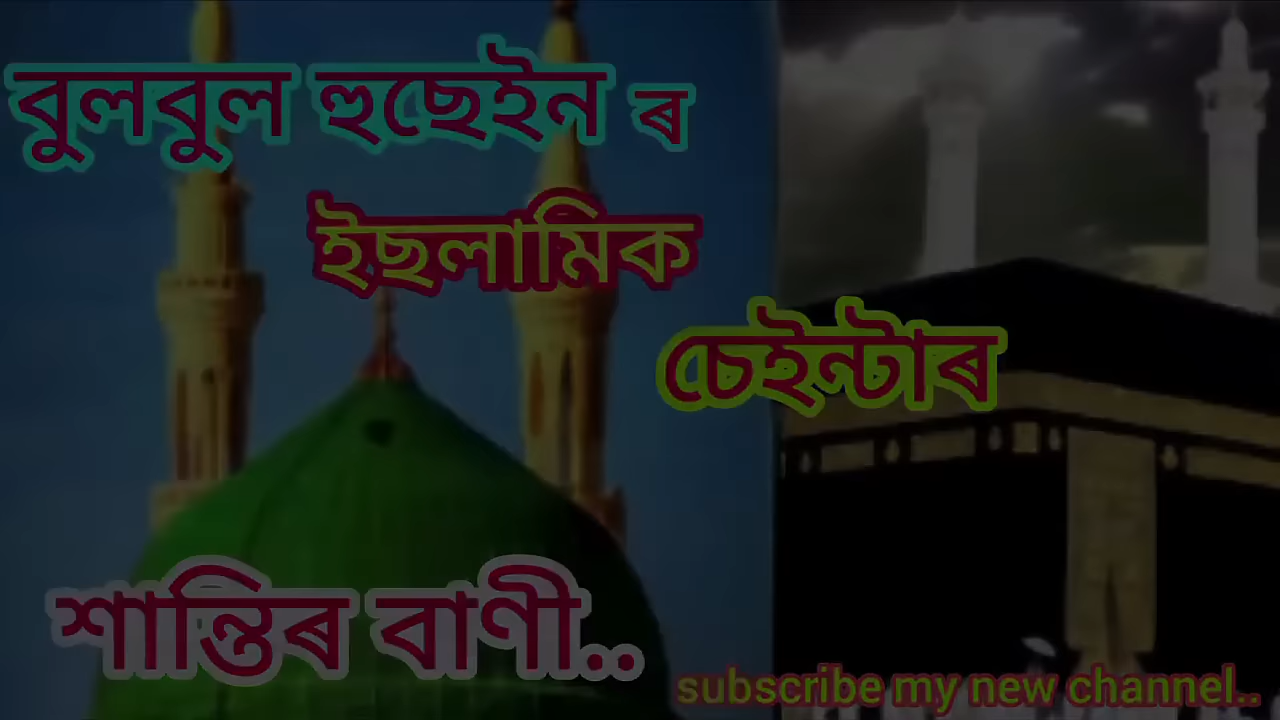 বুলবুল হুছেইন ৰ
ইছলামিক
চেইন্টাৰ
শান্তিৰ বাণী..
subscribe my new channel..